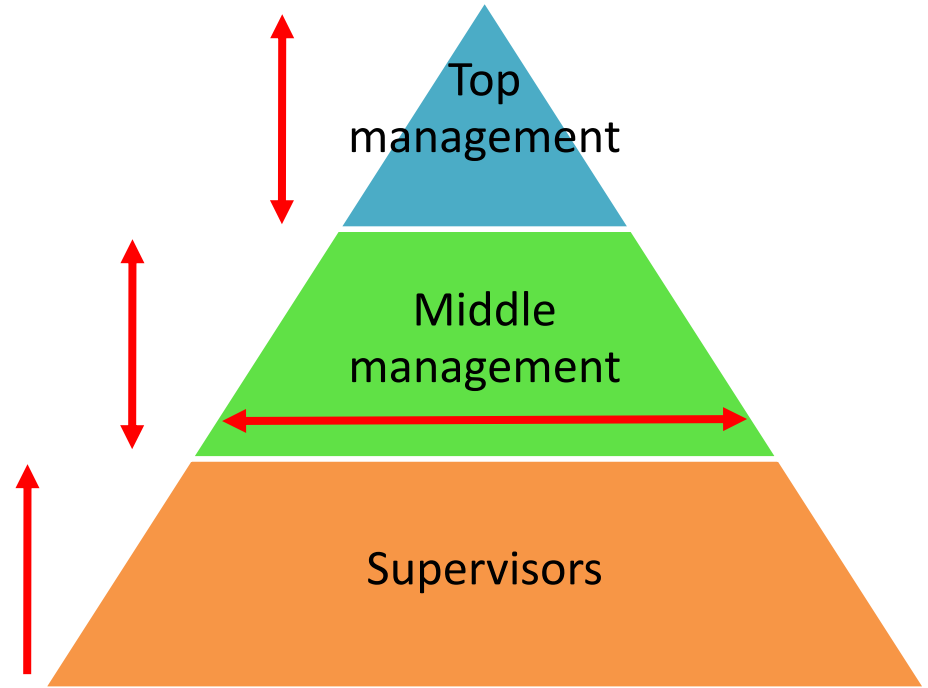 Top
management
Middle
management
Supervisors